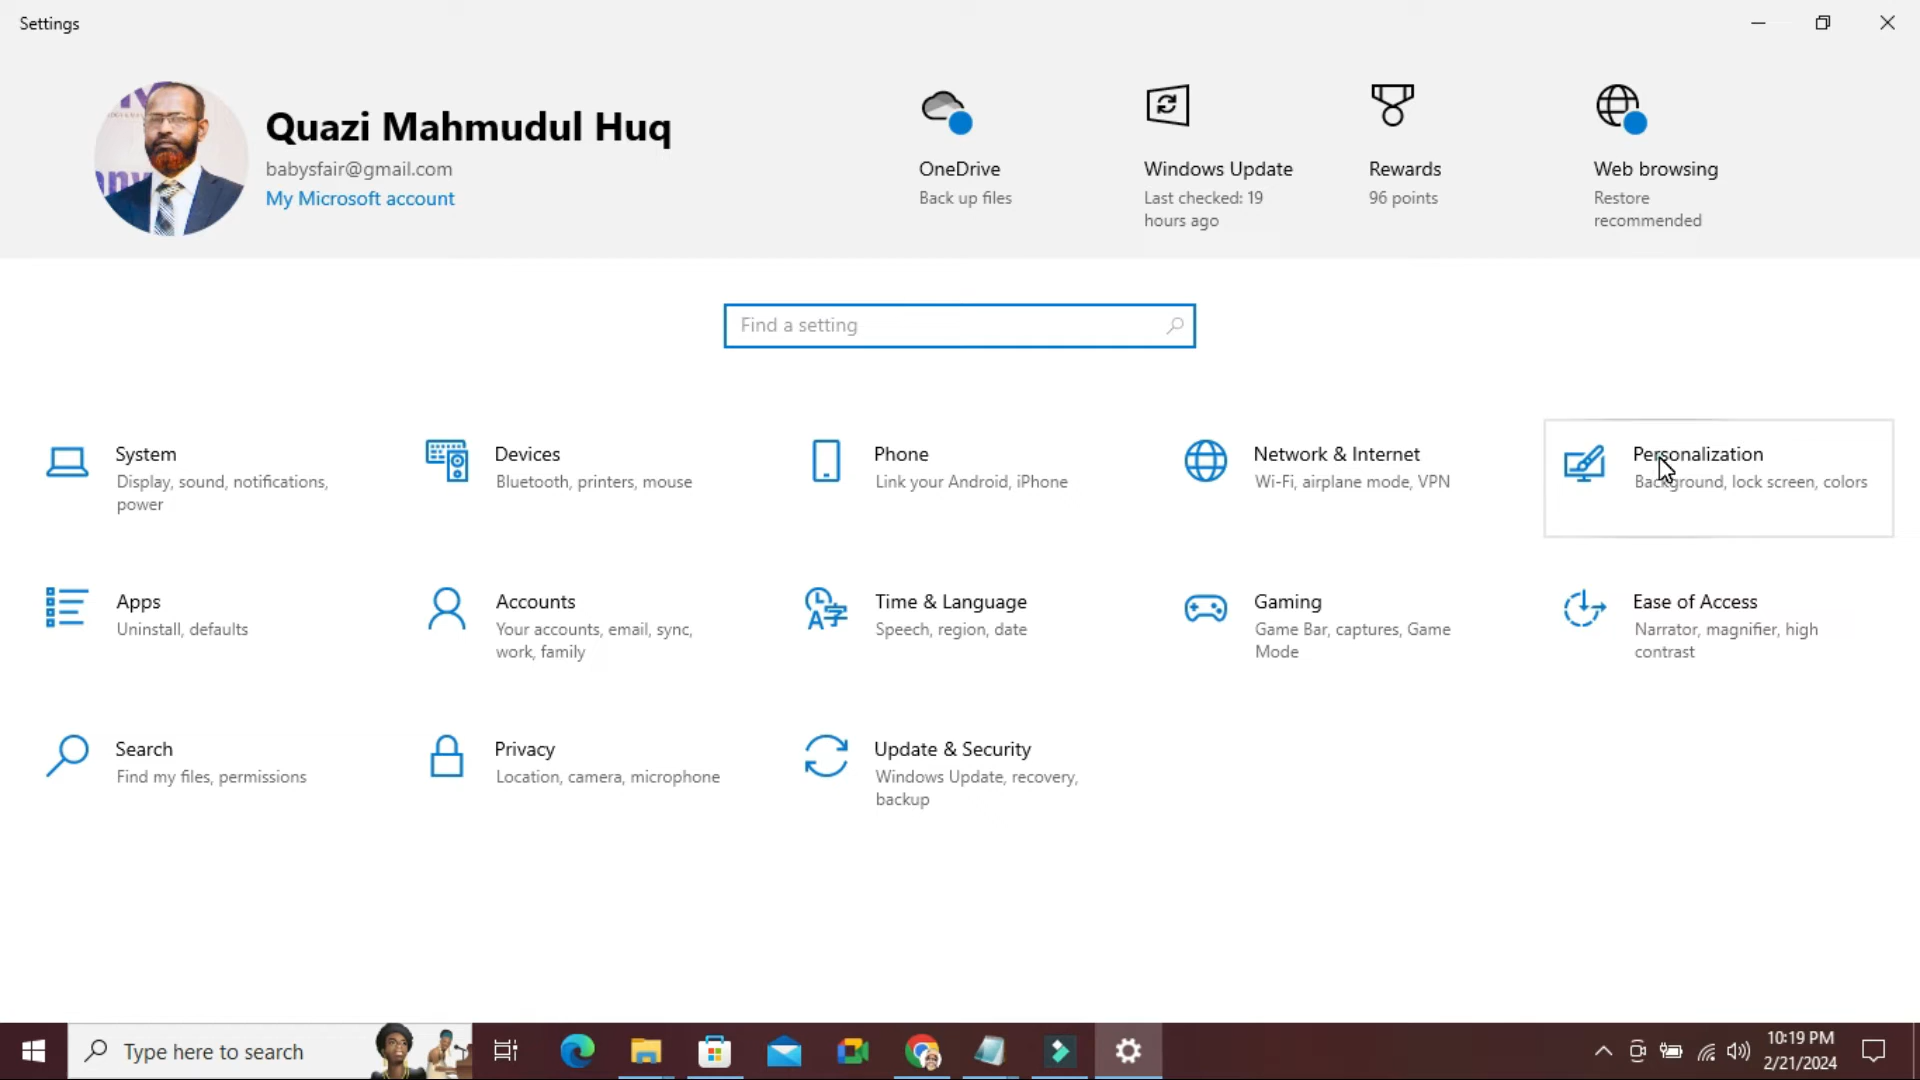 Settings
Quazi Mahmudul Huq
babysfair@gmail.com
My Microsoft account
OneDrive
Back up files
Windows Update
Last checked: 19
hours ago
Rewards
96 points
Web browsing
Restore
recommended
Find a setting
System
Display, sound, notifications,
power
Devices
Bluetooth, printers, mouse
Phone
Link your Android, iPhone
Network & Internet
Wi-Fi, airplane mode, VPN
Personalization
Background, lock screen, colors
Apps
Uninstall, defaults
Accounts
Your accounts, email, sync,
work, family
Time & Language
Speech, region, date
Gaming
Game Bar, captures, Game
Mode
Ease of Access
Narrator, magnifier, high
contrast
Search
Find my files, permissions
Privacy
Location, camera, microphone
Update & Security
Windows Update, recovery,
backup
Type here to search
10:19 PM
2/21/2024